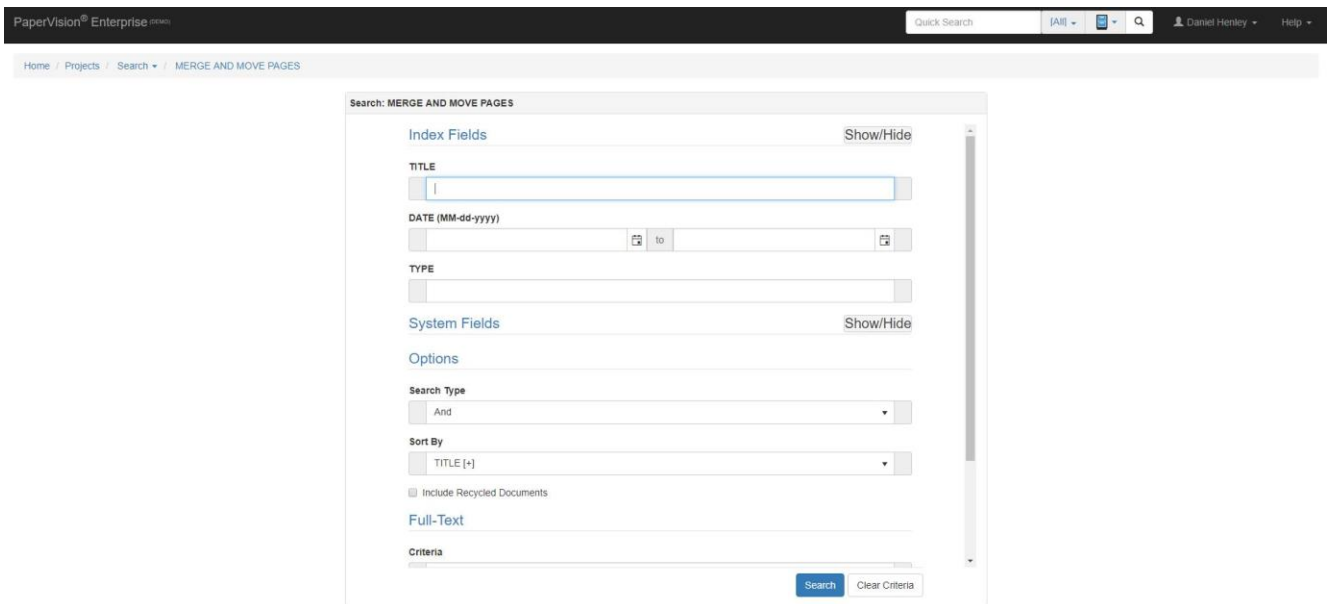 PaperVision® Enterprise (DEMO) Quick Search [All] Daniel Henley Help
Home / Projects / Search / MERGE AND MOVE PAGES
Search: MERGE AND MOVE PAGES
Index Fields Show/Hide
TITLE
DATE (MM-dd-yyyy)
to
TYPE
System Fields Show/Hide
Options
Search Type
And
Sort By
TITLE [+]
Include Recycled Documents
Full-Text
Criteria
Search Clear Criteria